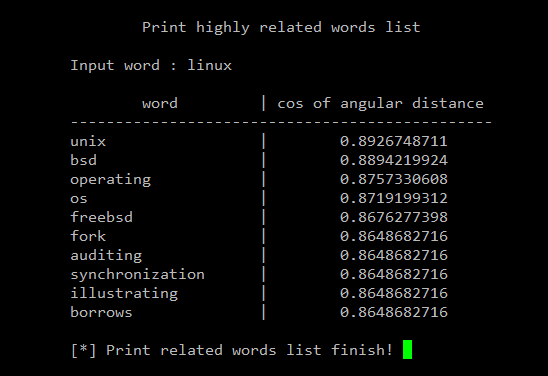 Print highly related words list
Input word : linux
word | cos of angular distance
-----------------------------------------------
unix | 0.8926748711
bsd | 0.8894219924
operating | 0.8757330608
os | 0.8719199312
freebsd | 0.8676277398
fork | 0.8648682716
auditing | 0.8648682716
synchronization | 0.8648682716
illustrating | 0.8648682716
borrows | 0.8648682716
[*] Print related words list finish!